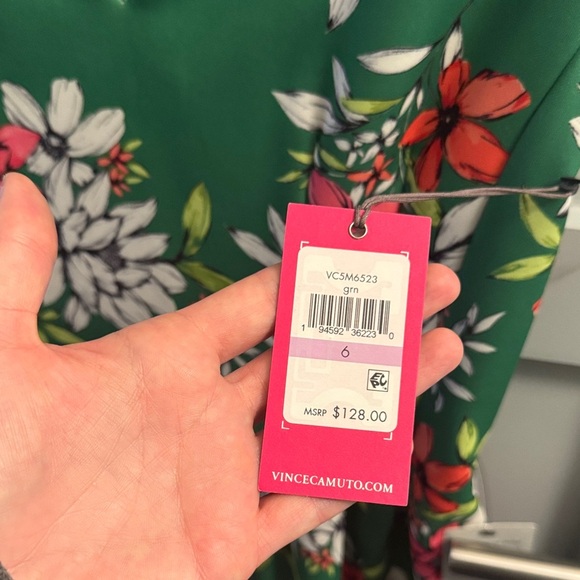 VC5M6523
grn
1 94592 36223 0
6
MSRP $128.00
VINCECAMUTO.COM